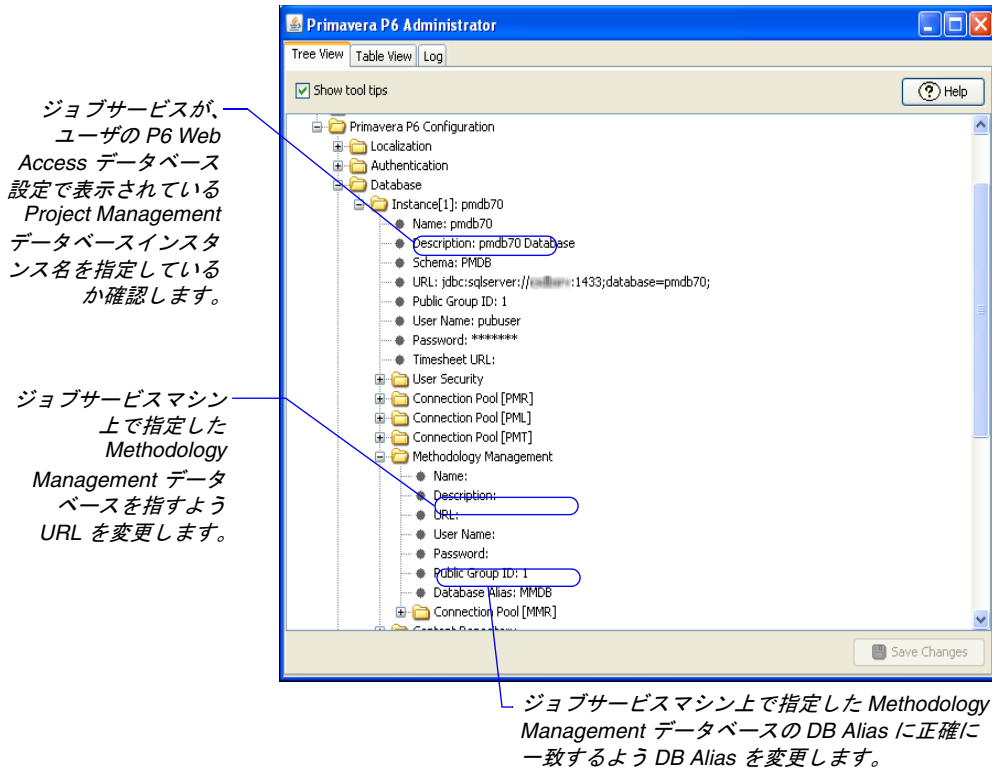 Primavera P6 Administrator
Tree View Table View Log
Show tool tips
Help
Primavera P6 Configuration
Localization
Authentication
Database
Instance[1]: pmdb70
Name: pmdb70
Description: pmdb70 Database
Schema: PMDB
URL: jdbc:sqlserver:// :1433;database=pmdb70;
Public Group ID: 1
User Name: pubuser
Password: *******
Timesheet URL:
User Security
Connection Pool [PMR]
Connection Pool [PML]
Connection Pool [PMT]
Methodology Management
Name:
Description:
URL:
User Name:
Password:
Public Group ID: 1
Database Alias: MMDB
Connection Pool [MMR]
Content Repository
Save Changes
ジョブサービスが、
ユーザの P6 Web
Access データベース
設定で表示されている
Project Management
データベースインスタ
ンス名を指定している
か確認します。
ジョブサービスマシン
上で指定した
Methodology
Management データ
ベースを指すよう
URL を変更します。
ジョブサービスマシン上で指定した Methodology
Management データベースの DB Alias に正確に
一致するよう DB Alias を変更します。